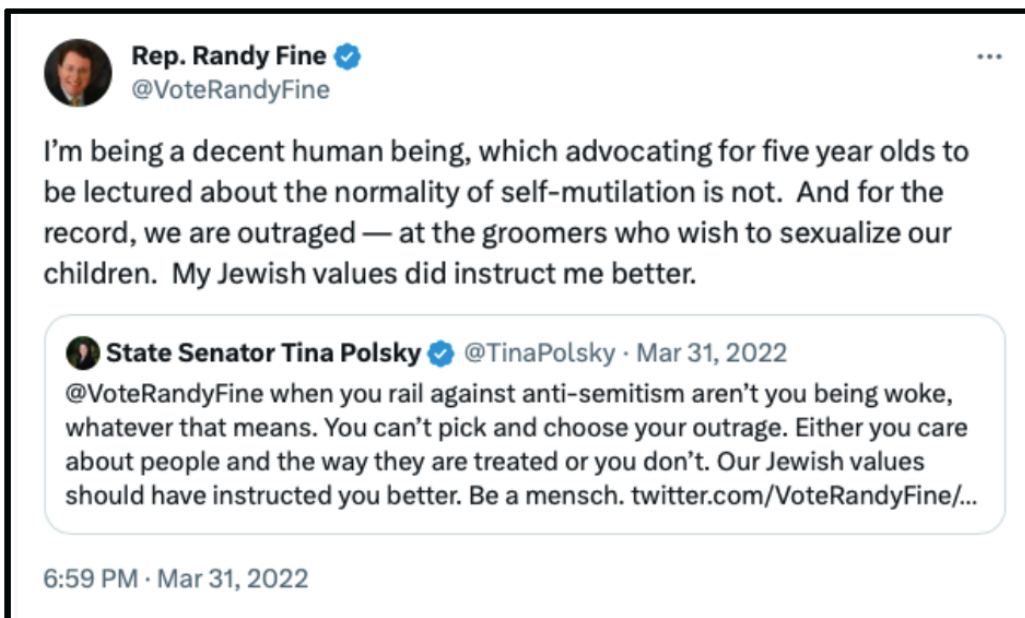 Rep. Randy Fine
@VoteRandyFine
I’m being a decent human being, which advocating for five year olds to
be lectured about the normality of self-mutilation is not.  And for the
record, we are outraged — at the groomers who wish to sexualize our
children.  My Jewish values did instruct me better.
State Senator Tina Polsky @TinaPolsky · Mar 31, 2022
@VoteRandyFine when you rail against anti-semitism aren’t you being woke,
whatever that means. You can’t pick and choose your outrage. Either you care
about people and the way they are treated or you don’t. Our Jewish values
should have instructed you better. Be a mensch. twitter.com/VoteRandyFine/...
6:59 PM · Mar 31, 2022